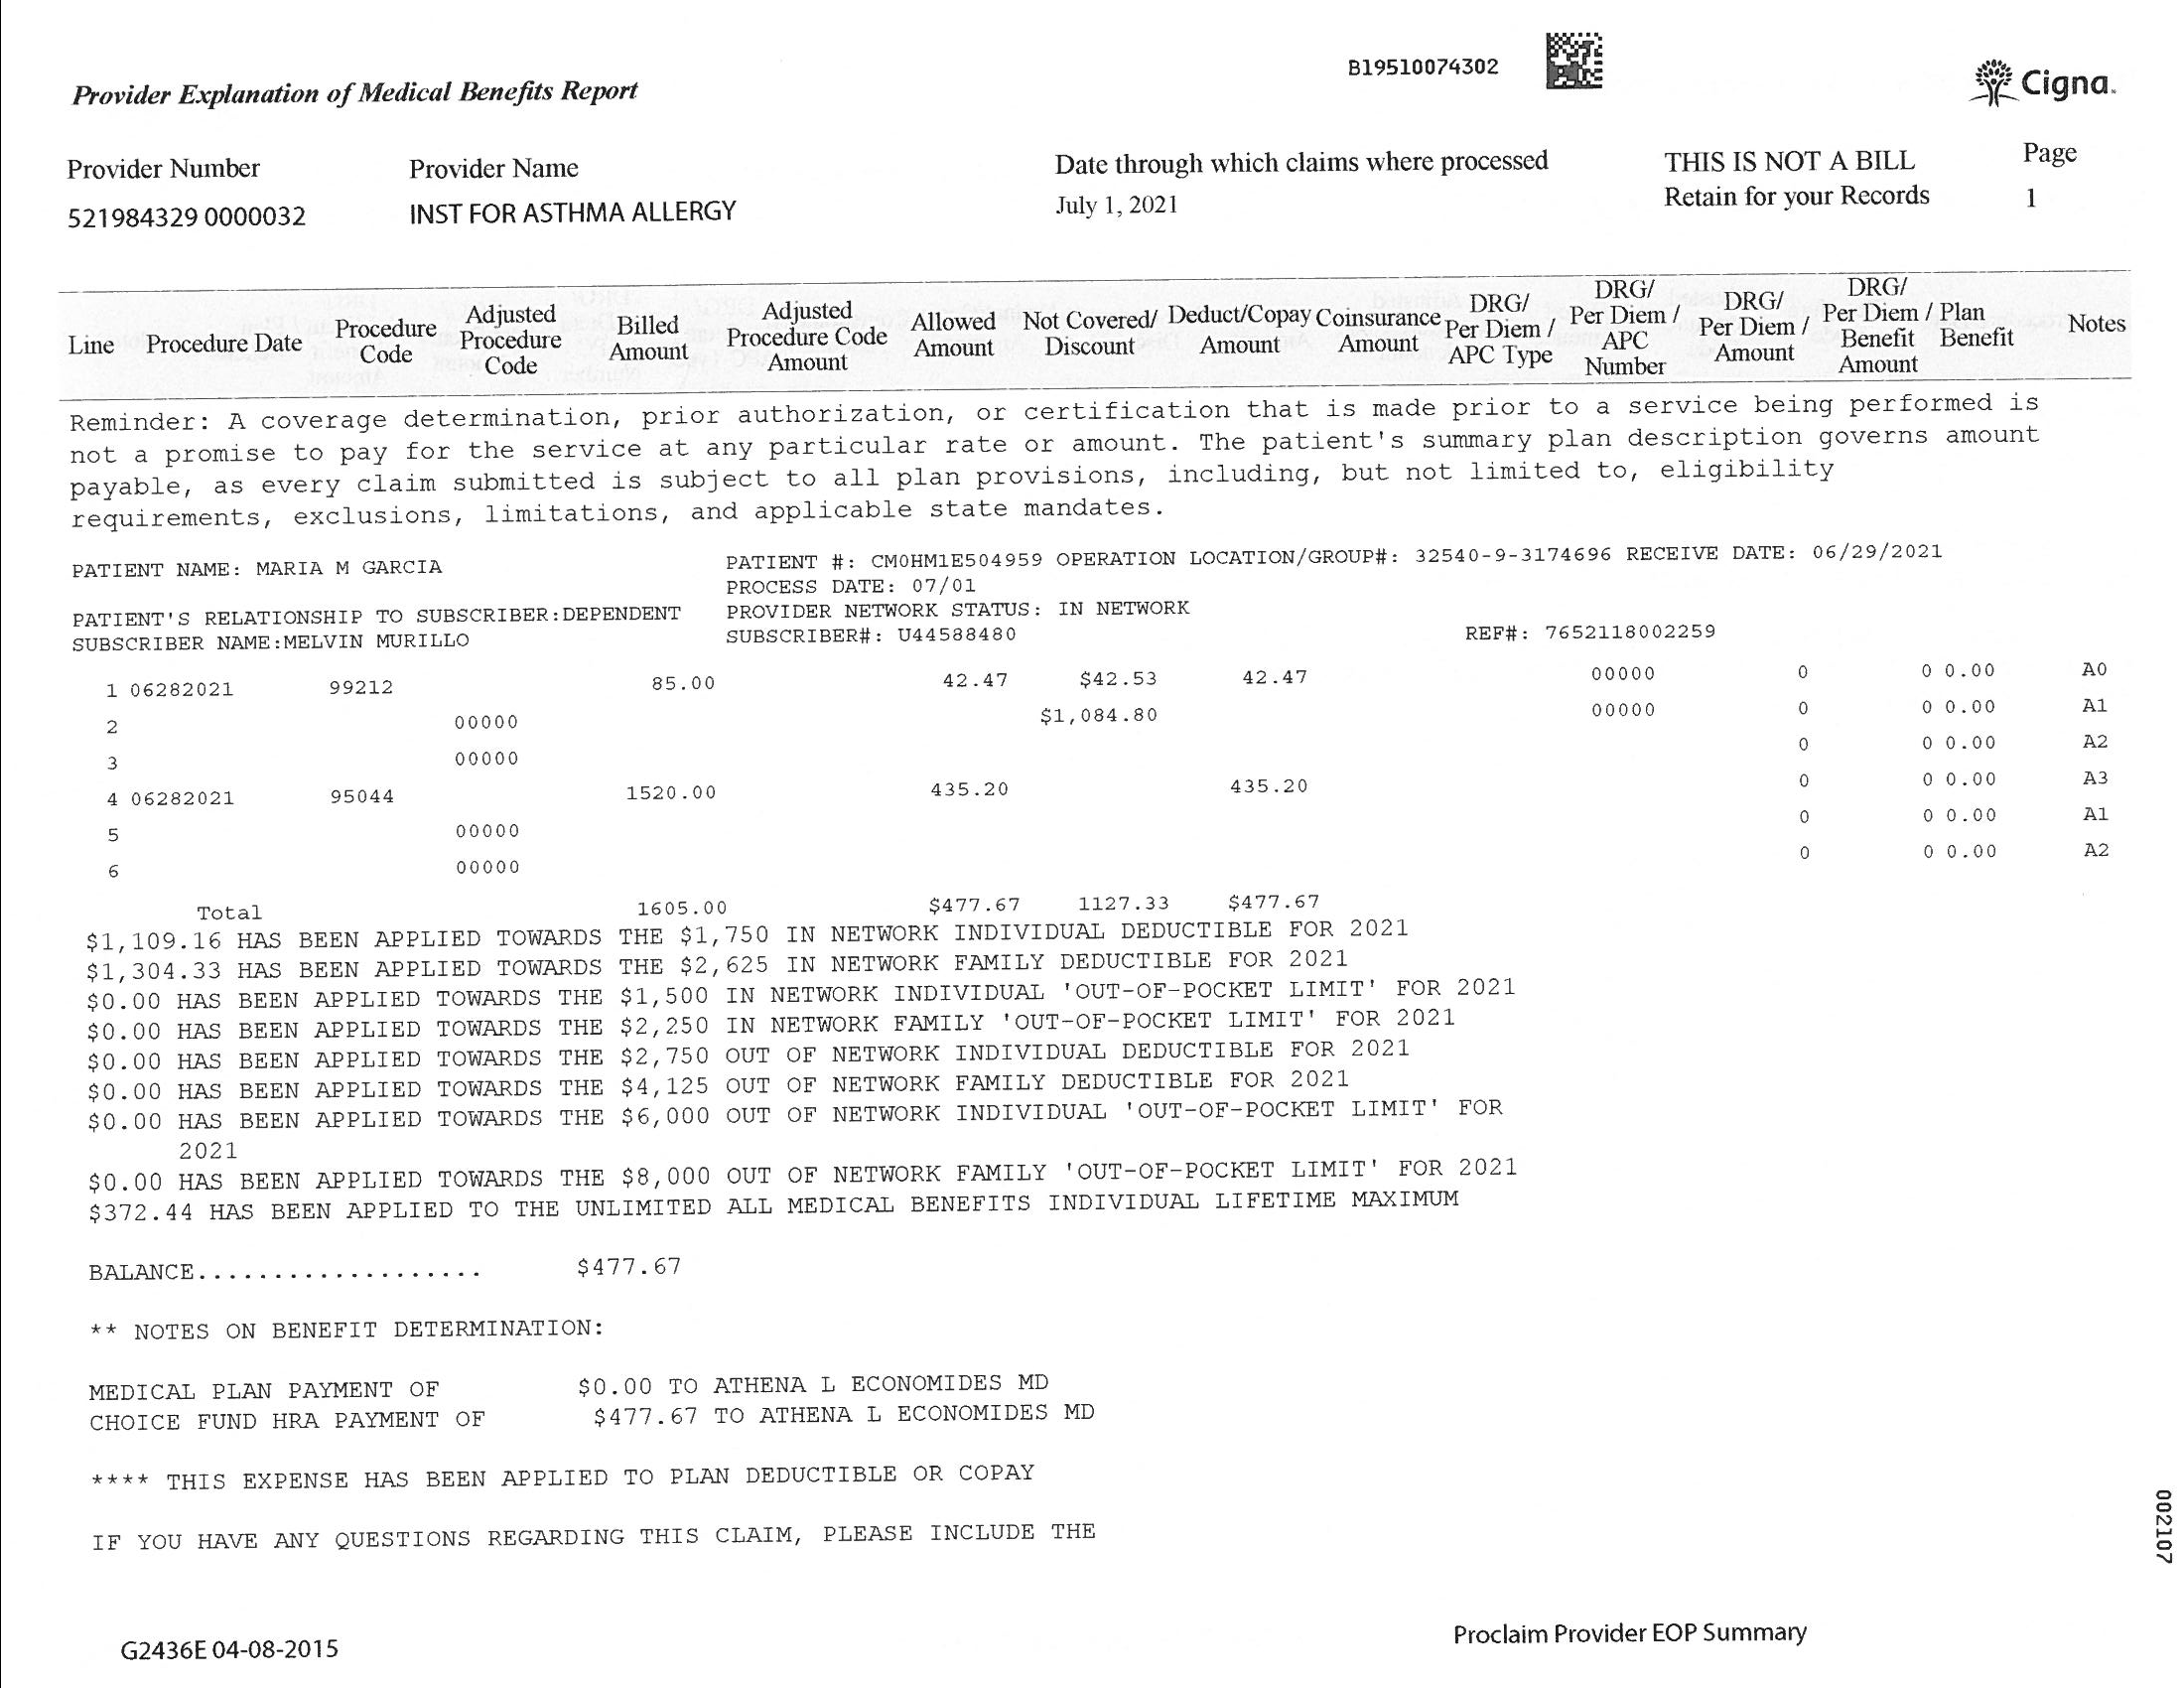 B19510074302
Cigna.
Provider Explanation of Medical Benefits Report
Provider Number Provider Name Date through which claims where processed THIS IS NOT A BILL Page
521984329 0000032 INST FOR ASTHMA ALLERGY July 1, 2021 Retain for your Records 1
Line Procedure Date Procedure Code Adjusted Procedure Code Billed Amount Adjusted Procedure Code Amount Allowed Amount Not Covered/ Discount Deduct/Copay Amount Coinsurance Amount DRG/ Per Diem / APC Type DRG/ Per Diem / APC Number DRG/ Per Diem / Amount DRG/ Per Diem / Benefit Amount Plan Benefit Notes
Reminder: A coverage determination, prior authorization, or certification that is made prior to a service being performed is
not a promise to pay for the service at any particular rate or amount. The patient's summary plan description governs amount
payable, as every claim submitted is subject to all plan provisions, including, but not limited to, eligibility
requirements, exclusions, limitations, and applicable state mandates.
PATIENT NAME: MARIA M GARCIA PATIENT #: CM0HM1E504959 OPERATION LOCATION/GROUP#: 32540-9-3174696 RECEIVE DATE: 06/29/2021
PROCESS DATE: 07/01
PATIENT'S RELATIONSHIP TO SUBSCRIBER:DEPENDENT PROVIDER NETWORK STATUS: IN NETWORK
SUBSCRIBER NAME:MELVIN MURILLO SUBSCRIBER#: U44588480 REF#: 7652118002259
1 06282021 99212 85.00 42.47 $42.53 42.47 00000 0 0 0.00 A0
2 00000 $1,084.80 00000 0 0 0.00 A1
3 00000 0 0 0.00 A2
4 06282021 95044 1520.00 435.20 435.20 0 0 0.00 A3
5 00000 0 0 0.00 A1
6 00000 0 0 0.00 A2
Total 1605.00 $477.67 1127.33 $477.67
$1,109.16 HAS BEEN APPLIED TOWARDS THE $1,750 IN NETWORK INDIVIDUAL DEDUCTIBLE FOR 2021
$1,304.33 HAS BEEN APPLIED TOWARDS THE $2,625 IN NETWORK FAMILY DEDUCTIBLE FOR 2021
$0.00 HAS BEEN APPLIED TOWARDS THE $1,500 IN NETWORK INDIVIDUAL 'OUT-OF-POCKET LIMIT' FOR 2021
$0.00 HAS BEEN APPLIED TOWARDS THE $2,250 IN NETWORK FAMILY 'OUT-OF-POCKET LIMIT' FOR 2021
$0.00 HAS BEEN APPLIED TOWARDS THE $2,750 OUT OF NETWORK INDIVIDUAL DEDUCTIBLE FOR 2021
$0.00 HAS BEEN APPLIED TOWARDS THE $4,125 OUT OF NETWORK FAMILY DEDUCTIBLE FOR 2021
$0.00 HAS BEEN APPLIED TOWARDS THE $6,000 OUT OF NETWORK INDIVIDUAL 'OUT-OF-POCKET LIMIT' FOR
2021
$0.00 HAS BEEN APPLIED TOWARDS THE $8,000 OUT OF NETWORK FAMILY 'OUT-OF-POCKET LIMIT' FOR 2021
$372.44 HAS BEEN APPLIED TO THE UNLIMITED ALL MEDICAL BENEFITS INDIVIDUAL LIFETIME MAXIMUM
BALANCE................... $477.67
** NOTES ON BENEFIT DETERMINATION:
MEDICAL PLAN PAYMENT OF $0.00 TO ATHENA L ECONOMIDES MD
CHOICE FUND HRA PAYMENT OF $477.67 TO ATHENA L ECONOMIDES MD
**** THIS EXPENSE HAS BEEN APPLIED TO PLAN DEDUCTIBLE OR COPAY
IF YOU HAVE ANY QUESTIONS REGARDING THIS CLAIM, PLEASE INCLUDE THE
002107
G2436E 04-08-2015 Proclaim Provider EOP Summary